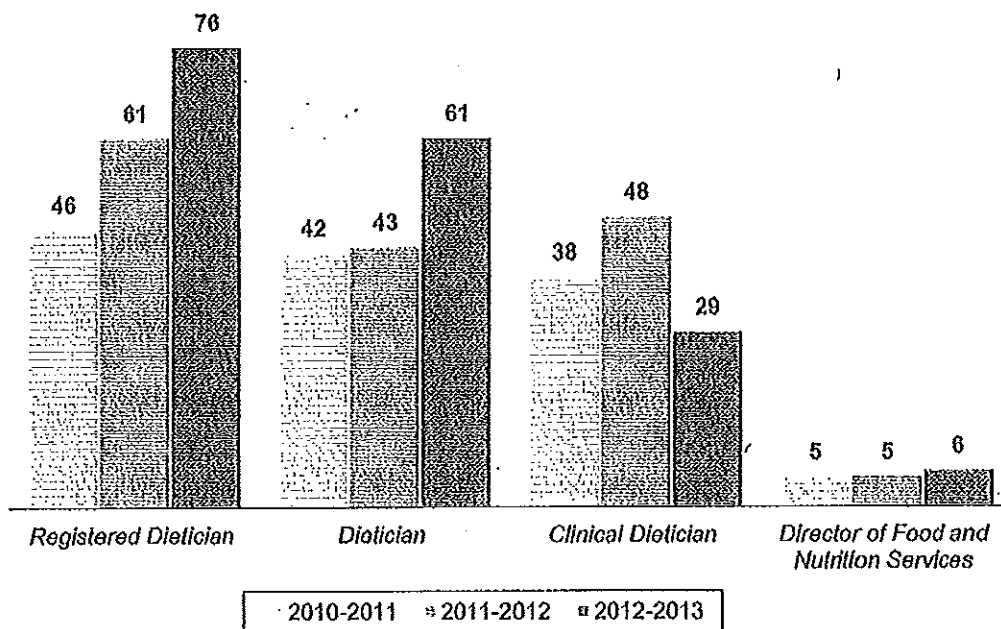 76
61
46
61
42
43
48
38
29
5
5
6
Registered Dietician
Dietician
Clinical Dietician
Director of Food and
Nutrition Services
2010-2011 2011-2012 2012-2013